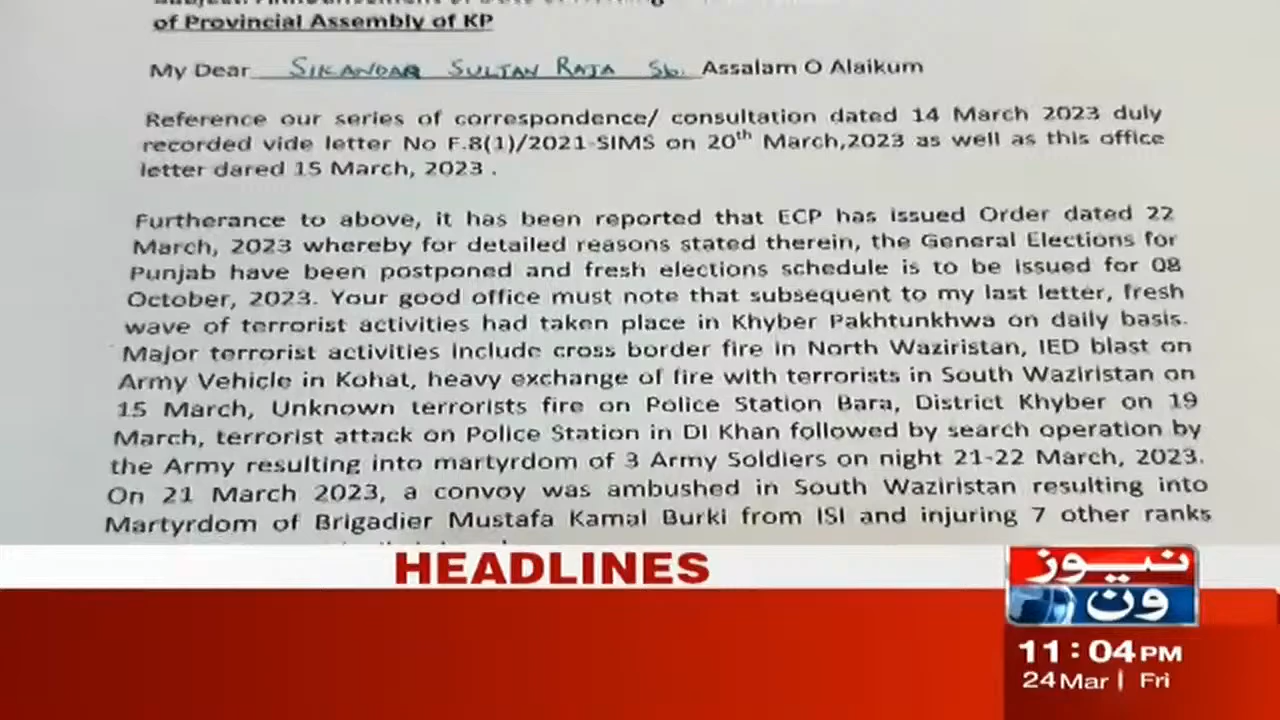 of Provincial Assembly of KP
My Dear SIKANDAR SULTAN RAJA Sb. Assalam O Alaikum
Reference our series of correspondence/ consultation dated 14 March 2023 duly
recorded vide letter No F.8(1)/2021-SIMS on 20th March,2023 as well as this office
letter dared 15 March, 2023 .
Furtherance to above, it has been reported that ECP has issued Order dated 22
March, 2023 whereby for detailed reasons stated therein, the General Elections for
Punjab have been postponed and fresh elections schedule is to be issued for 08
October, 2023. Your good office must note that subsequent to my last letter, fresh
wave of terrorist activities had taken place in Khyber Pakhtunkhwa on daily basis.
Major terrorist activities include cross border fire in North Waziristan, IED blast on
Army Vehicle in Kohat, heavy exchange of fire with terrorists in South Waziristan on
15 March, Unknown terrorists fire on Police Station Bara, District Khyber on 19
March, terrorist attack on Police Station in DI Khan followed by search operation by
the Army resulting into martyrdom of 3 Army Soldiers on night 21-22 March, 2023.
On 21 March 2023, a convoy was ambushed in South Waziristan resulting into
Martyrdom of Brigadier Mustafa Kamal Burki from ISI and injuring 7 other ranks
HEADLINES
نیوز
ون
11:04PM
24 Mar | Fri